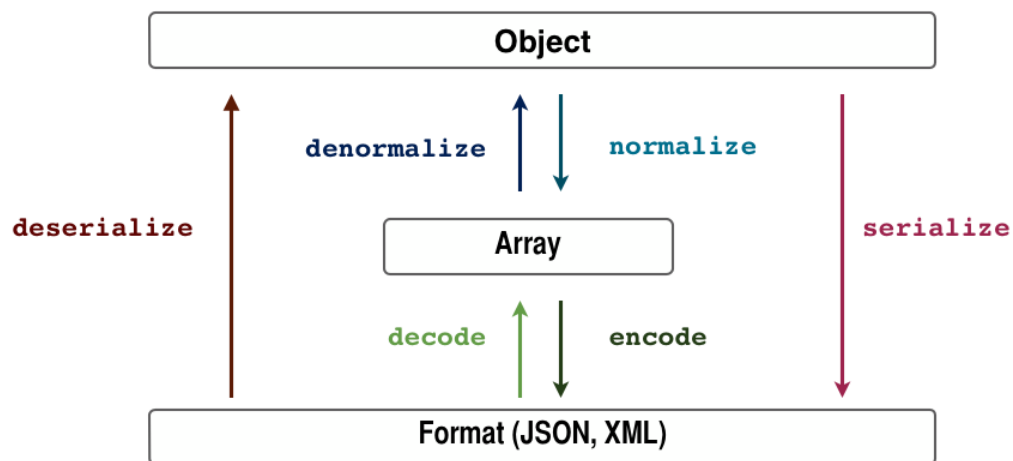 Object
denormalize
normalize
deserialize
Array
serialize
decode
encode
Format (JSON, XML)